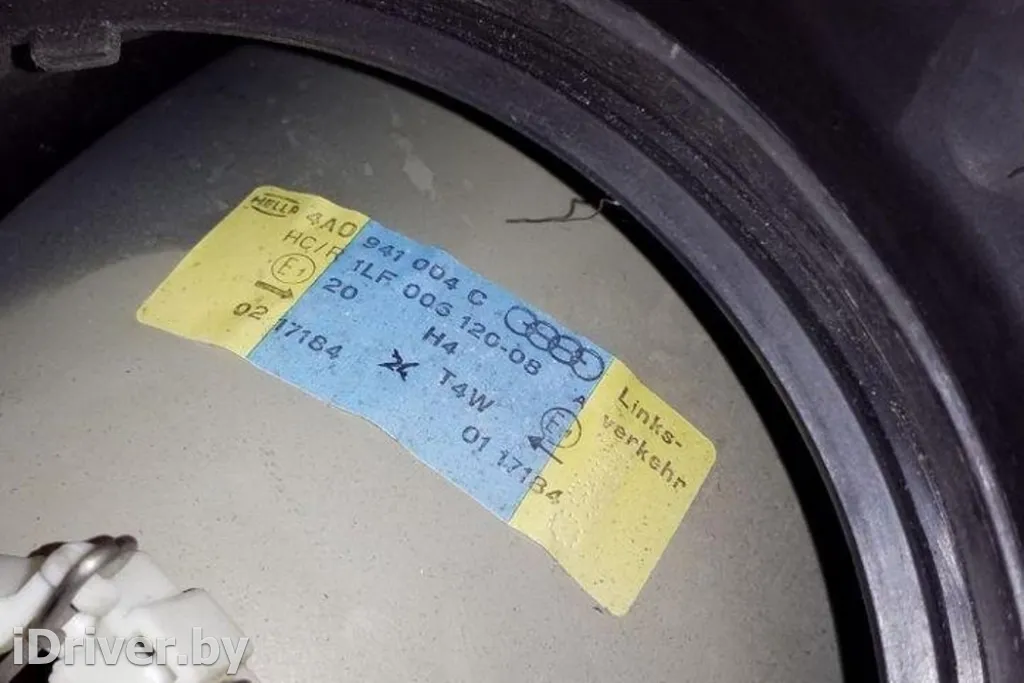 HELLA 4A0 941 004 C
HC/R 1LF 006 120-08
E1 20 H4 A
02 17184 T4W E1
01 17184
Links-
verkehr
iDriver.by